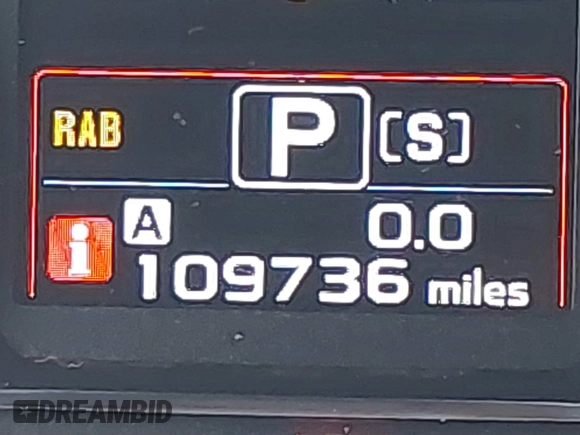 RAB P [S]
A 0.0
i 109736 miles
DREAMBID